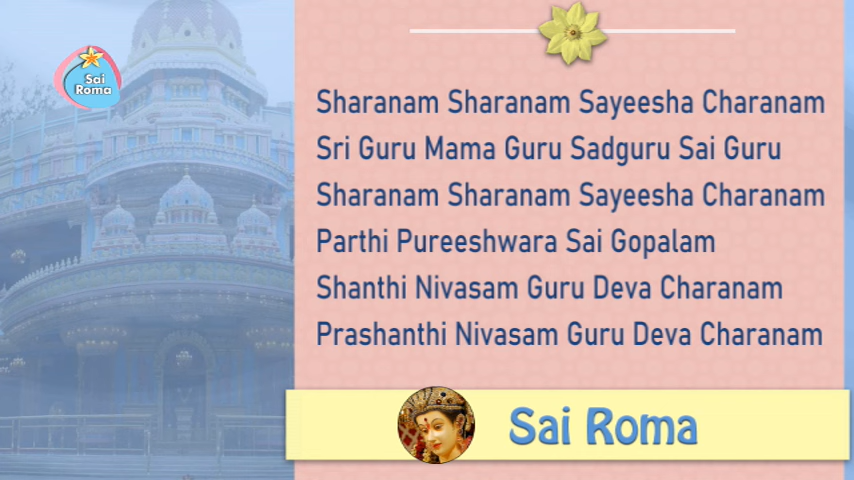 Sai
Roma
Sharanam Sharanam Sayeesha Charanam
Sri Guru Mama Guru Sadguru Sai Guru
Sharanam Sharanam Sayeesha Charanam
Parthi Pureeshwara Sai Gopalam
Shanthi Nivasam Guru Deva Charanam
Prashanthi Nivasam Guru Deva Charanam
Sai Roma